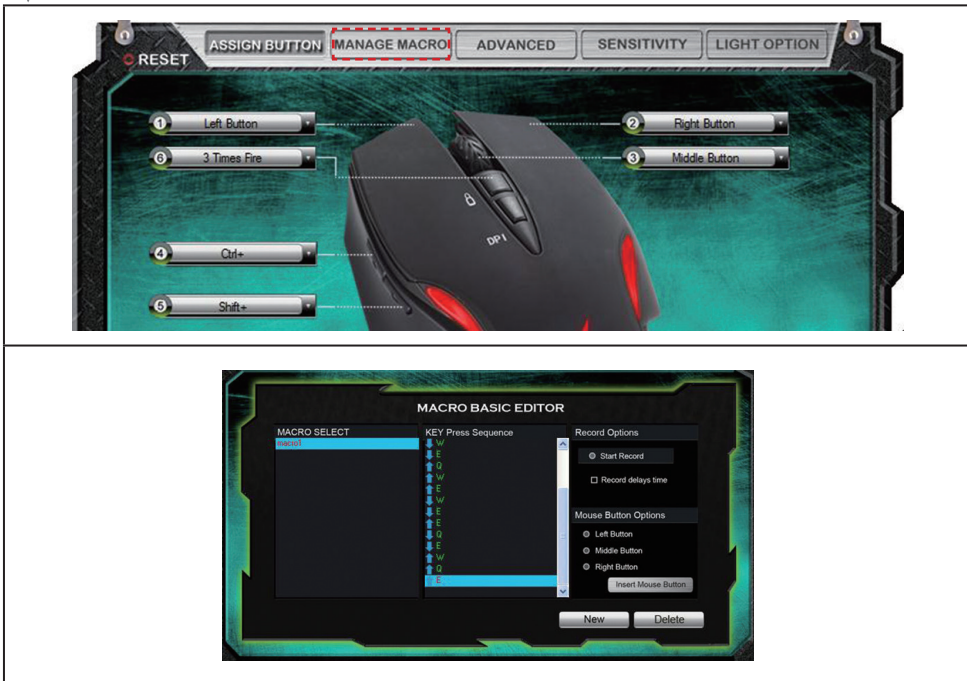 RESET ASSIGN BUTTON MANAGE MACRO ADVANCED SENSITIVITY LIGHT OPTION
1 Left Button
2 Right Button
6 3 Times Fire
3 Middle Button
DPI
4 Ctrl+
5 Shift+
MACRO BASIC EDITOR
MACRO SELECT
macro1
KEY Press Sequence
W
E
Q
W
E
W
E
E
Q
E
W
Q
E
Record Options
Start Record
Record delays time
Mouse Button Options
Left Button
Middle Button
Right Button
Insert Mouse Button
New Delete